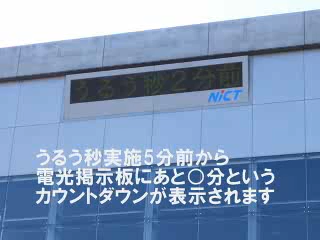 うるう秒２分前
NiCT
うるう秒実施5分前から
電光掲示板にあと○分という
カウントダウンが表示されます